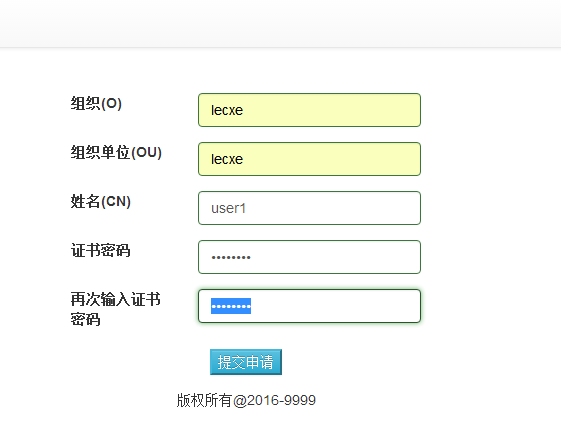 组织(O) lecxe
组织单位(OU) lecxe
姓名(CN) user1
证书密码 ••••••••
再次输入证书 ••••••••
密码
提交申请
版权所有@2016-9999